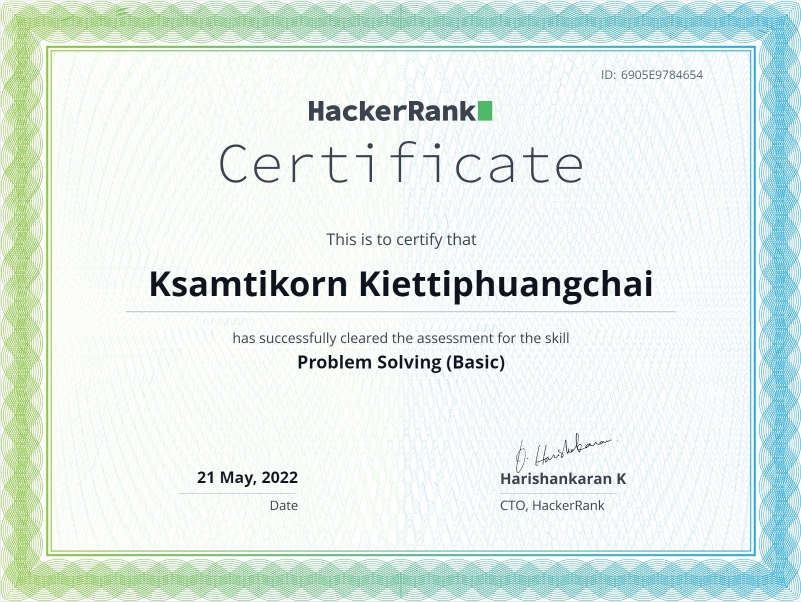 ID: 6905E9784654
HackerRank
Certificate
This is to certify that
Ksamtikorn Kiettiphuangchai
has successfully cleared the assessment for the skill
Problem Solving (Basic)
21 May, 2022
Date
D. Harishankaran.
Harishankaran K
CTO, HackerRank